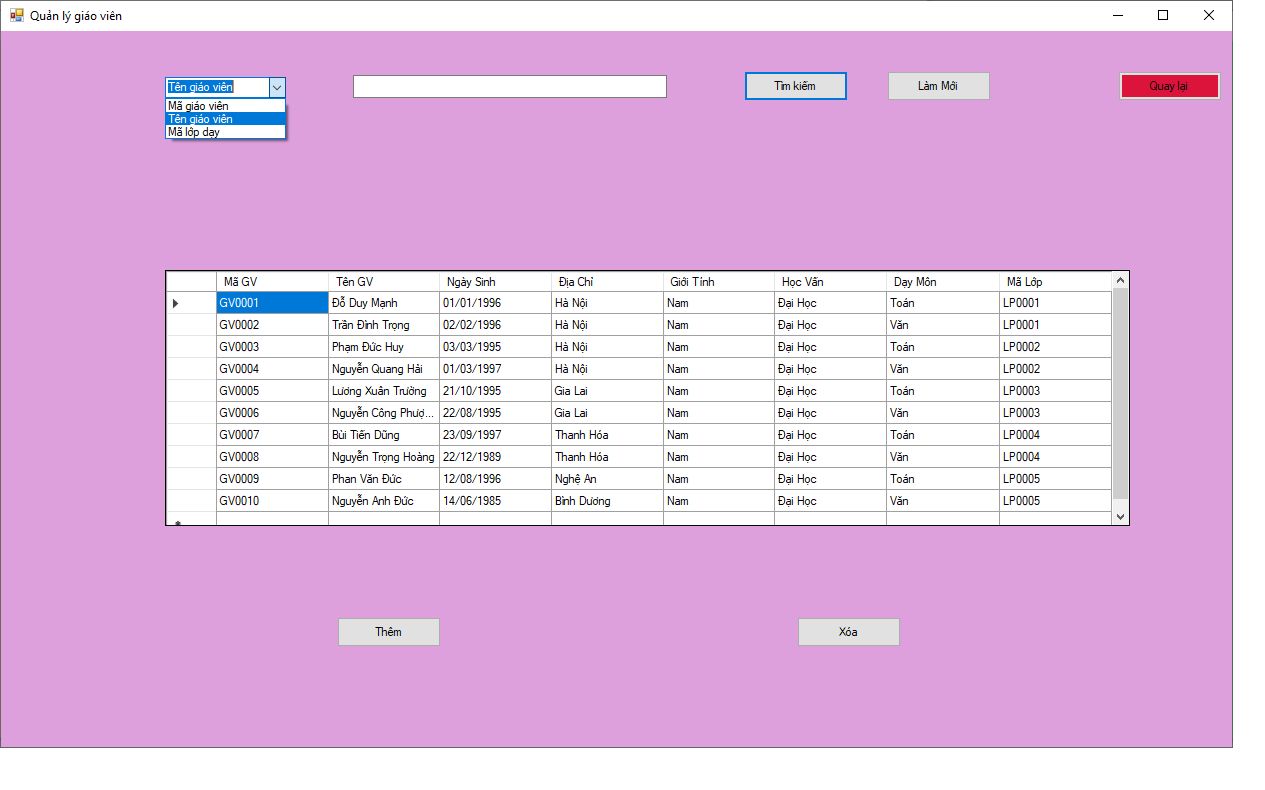 Quản lý giáo viên
Tên giáo viên Tìm kiếm Làm Mới Quay lại
Mã giáo viên
Tên giáo viên
Mã lớp dạy
Mã GV Tên GV Ngày Sinh Địa Chỉ Giới Tính Học Vấn Dạy Môn Mã Lớp
GV0001 Đỗ Duy Mạnh 01/01/1996 Hà Nội Nam Đại Học Toán LP0001
GV0002 Trần Đình Trọng 02/02/1996 Hà Nội Nam Đại Học Văn LP0001
GV0003 Phạm Đức Huy 03/03/1995 Hà Nội Nam Đại Học Toán LP0002
GV0004 Nguyễn Quang Hải 01/03/1997 Hà Nội Nam Đại Học Văn LP0002
GV0005 Lương Xuân Trường 21/10/1995 Gia Lai Nam Đại Học Toán LP0003
GV0006 Nguyễn Công Phượ... 22/08/1995 Gia Lai Nam Đại Học Văn LP0003
GV0007 Bùi Tiến Dũng 23/09/1997 Thanh Hóa Nam Đại Học Toán LP0004
GV0008 Nguyễn Trọng Hoàng 22/12/1989 Thanh Hóa Nam Đại Học Văn LP0004
GV0009 Phan Văn Đức 12/08/1996 Nghệ An Nam Đại Học Toán LP0005
GV0010 Nguyễn Anh Đức 14/06/1985 Bình Dương Nam Đại Học Văn LP0005
Thêm Xóa